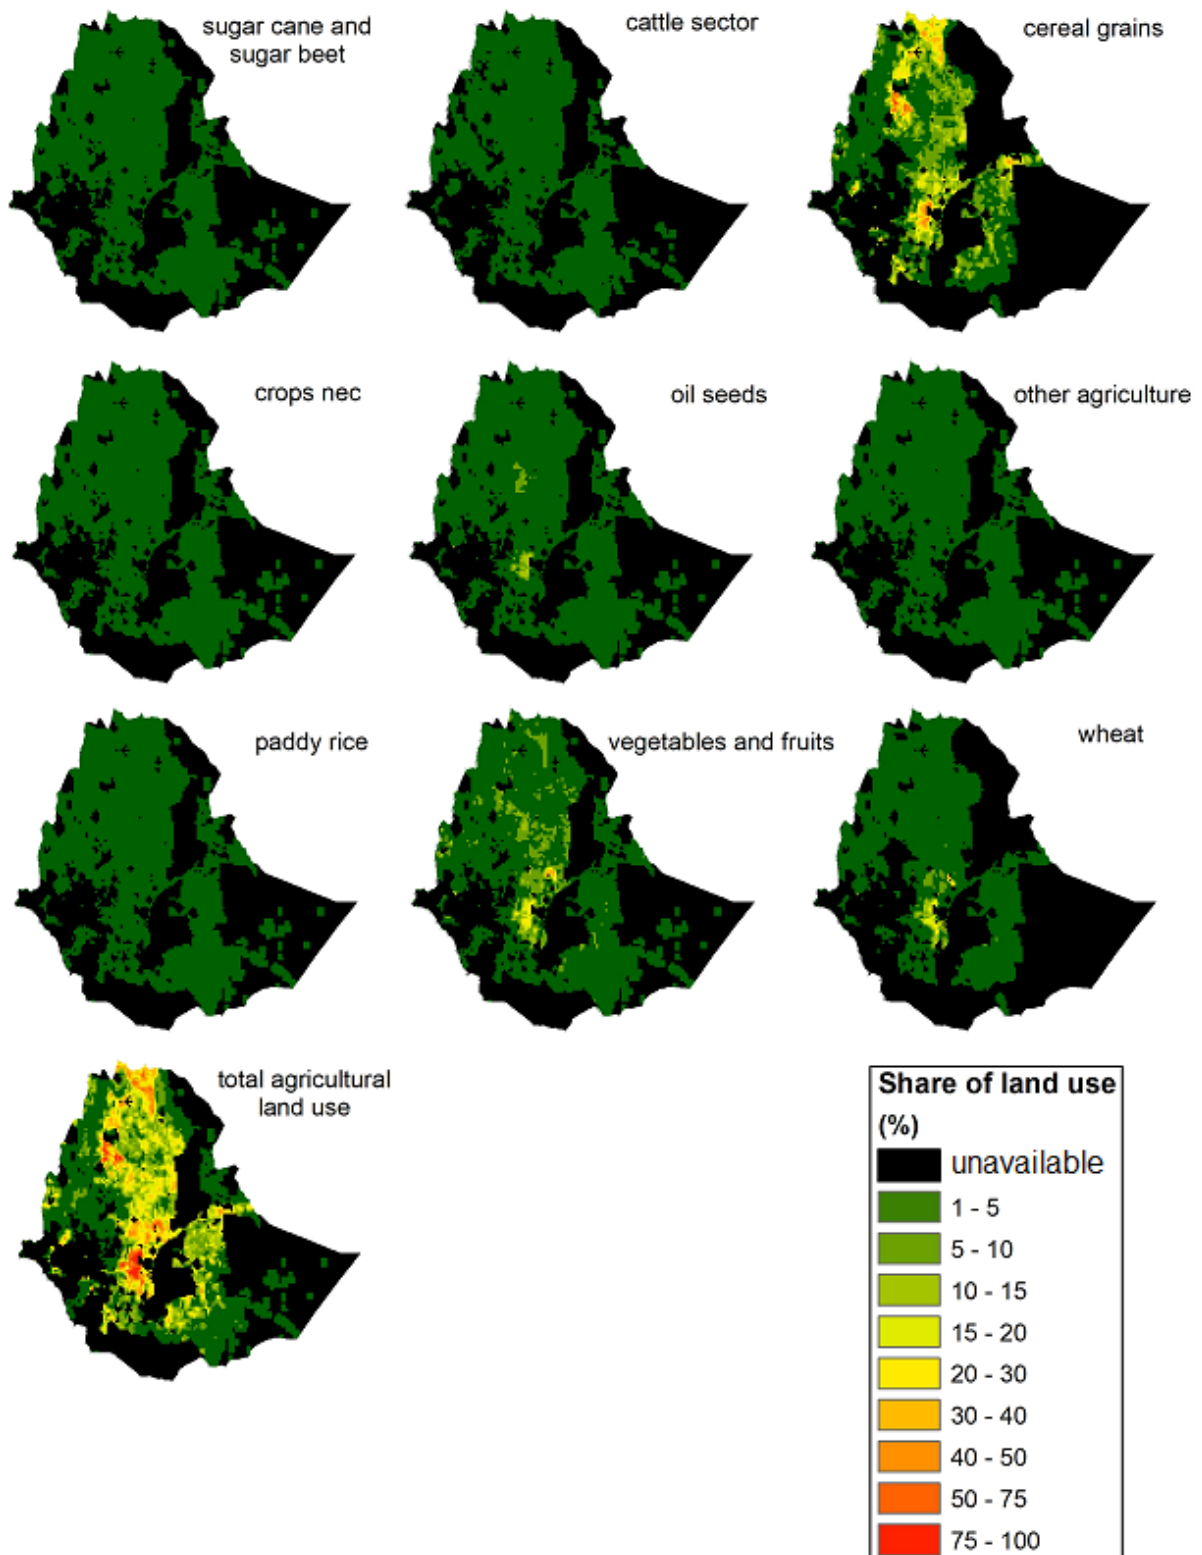 sugar cane and
sugar beet
cattle sector
cereal grains
crops nec
oil seeds
other agriculture
paddy rice
vegetables and fruits
wheat
total agricultural
land use
Share of land use
(%)
unavailable
1 - 5
5 - 10
10 - 15
15 - 20
20 - 30
30 - 40
40 - 50
50 - 75
75 - 100